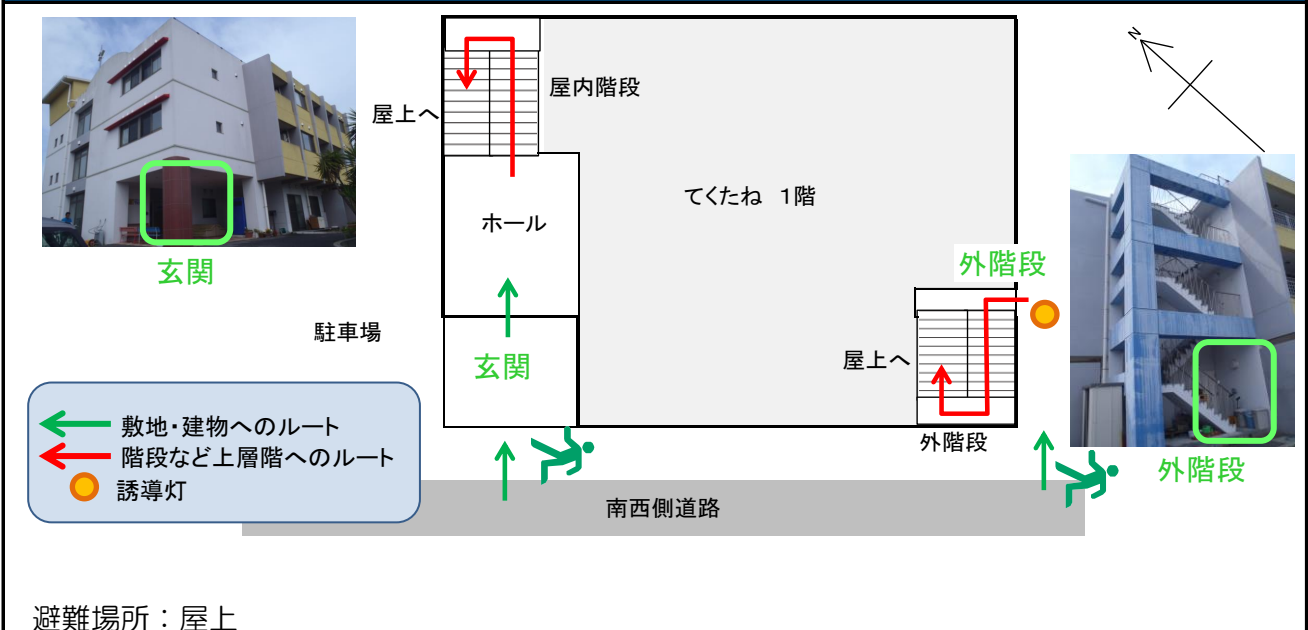 屋内階段
屋上へ
N
ホール
てくたね 1階
玄関
外階段
駐車場
玄関
屋上へ
外階段
外階段
敷地・建物へのルート
階段など上層階へのルート
誘導灯
南西側道路
避難場所：屋上